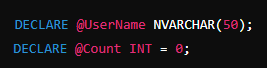 DECLARE @UserName NVARCHAR(50);
DECLARE @Count INT = 0;